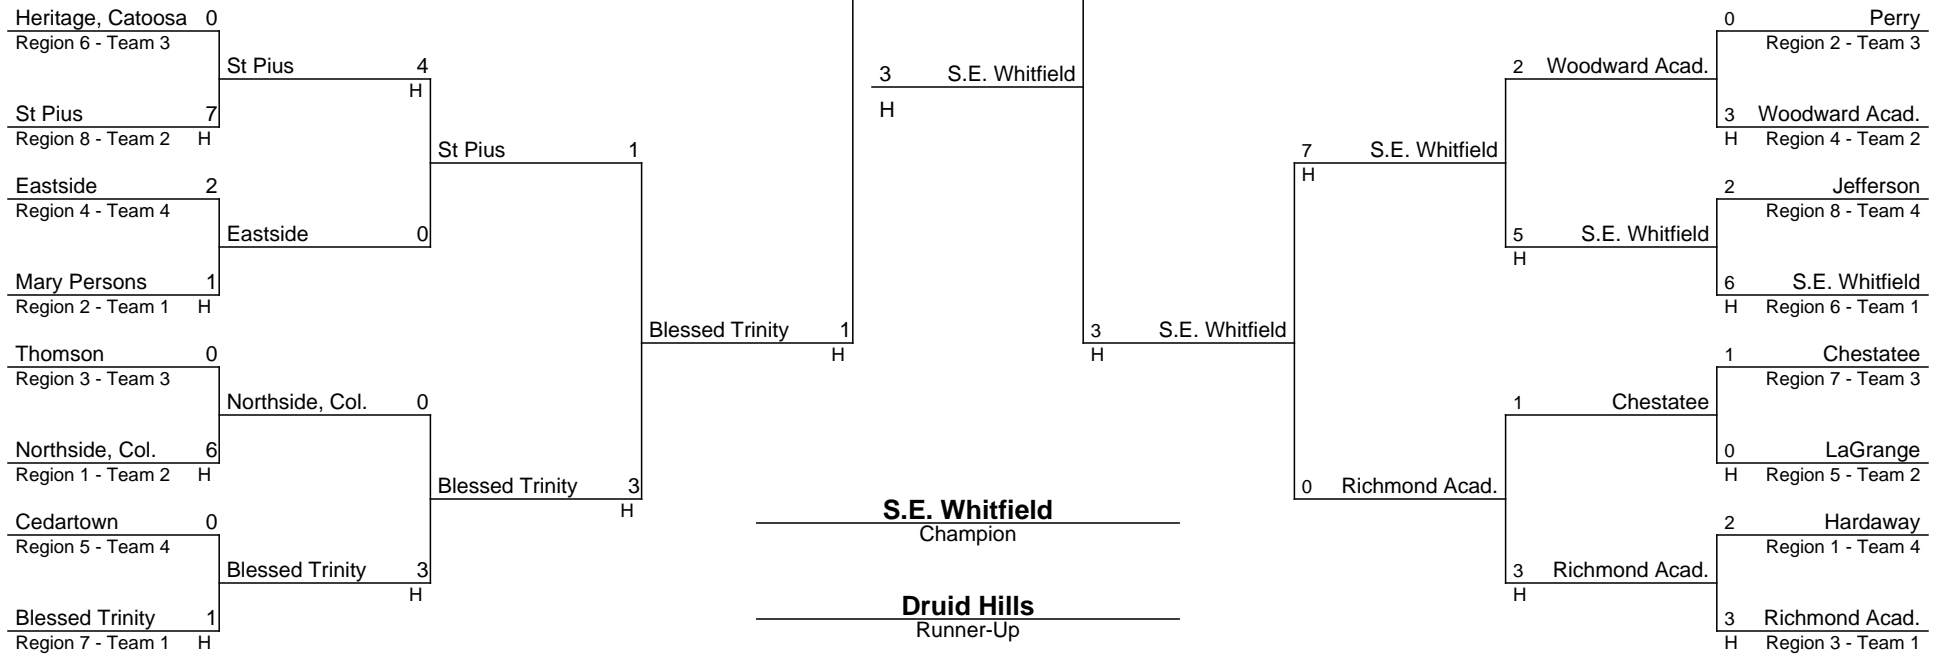 Heritage, Catoosa 0
Region 6 - Team 3
St Pius 4
H
St Pius 7
Region 8 - Team 2 H
St Pius 1
Eastside 2
Region 4 - Team 4
Eastside 0
Mary Persons 1
Region 2 - Team 1 H
Blessed Trinity 1
H
Thomson 0
Region 3 - Team 3
Northside, Col. 0
Northside, Col. 6
Region 1 - Team 2 H
Blessed Trinity 3
H
Cedartown 0
Region 5 - Team 4
Blessed Trinity 3
H
Blessed Trinity 1
Region 7 - Team 1 H
3 S.E. Whitfield
H
S.E. Whitfield
Champion
Druid Hills
Runner-Up
0 Perry
Region 2 - Team 3
2 Woodward Acad.
3 Woodward Acad.
H Region 4 - Team 2
7 S.E. Whitfield
H
2 Jefferson
Region 8 - Team 4
5 S.E. Whitfield
H
6 S.E. Whitfield
H Region 6 - Team 1
3 S.E. Whitfield
H
1 Chestatee
Region 7 - Team 3
1 Chestatee
0 LaGrange
H Region 5 - Team 2
0 Richmond Acad.
2 Hardaway
Region 1 - Team 4
3 Richmond Acad.
H
3 Richmond Acad.
H Region 3 - Team 1